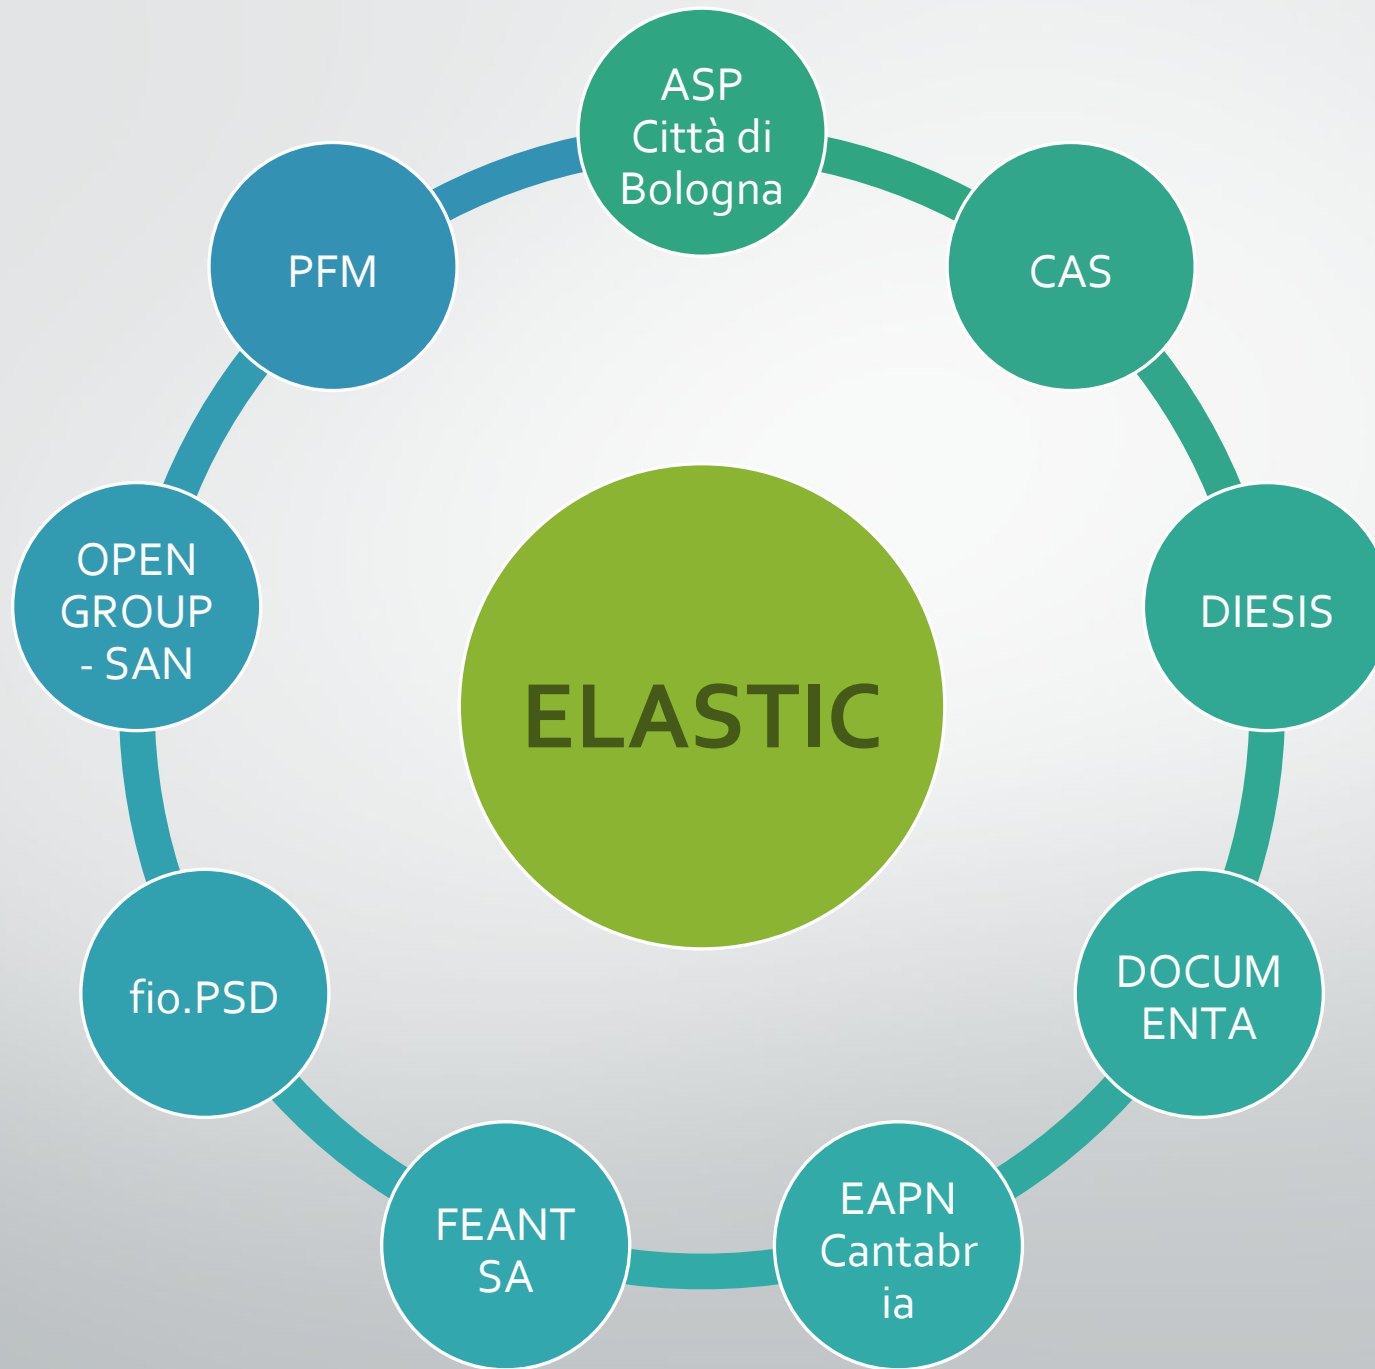 ASP
Città di
Bologna
PFM
CAS
OPEN
GROUP
- SAN
DIESIS
ELASTIC
fio.PSD
DOCUM
ENTA
FEANT
SA
EAPN
Cantabr
ia